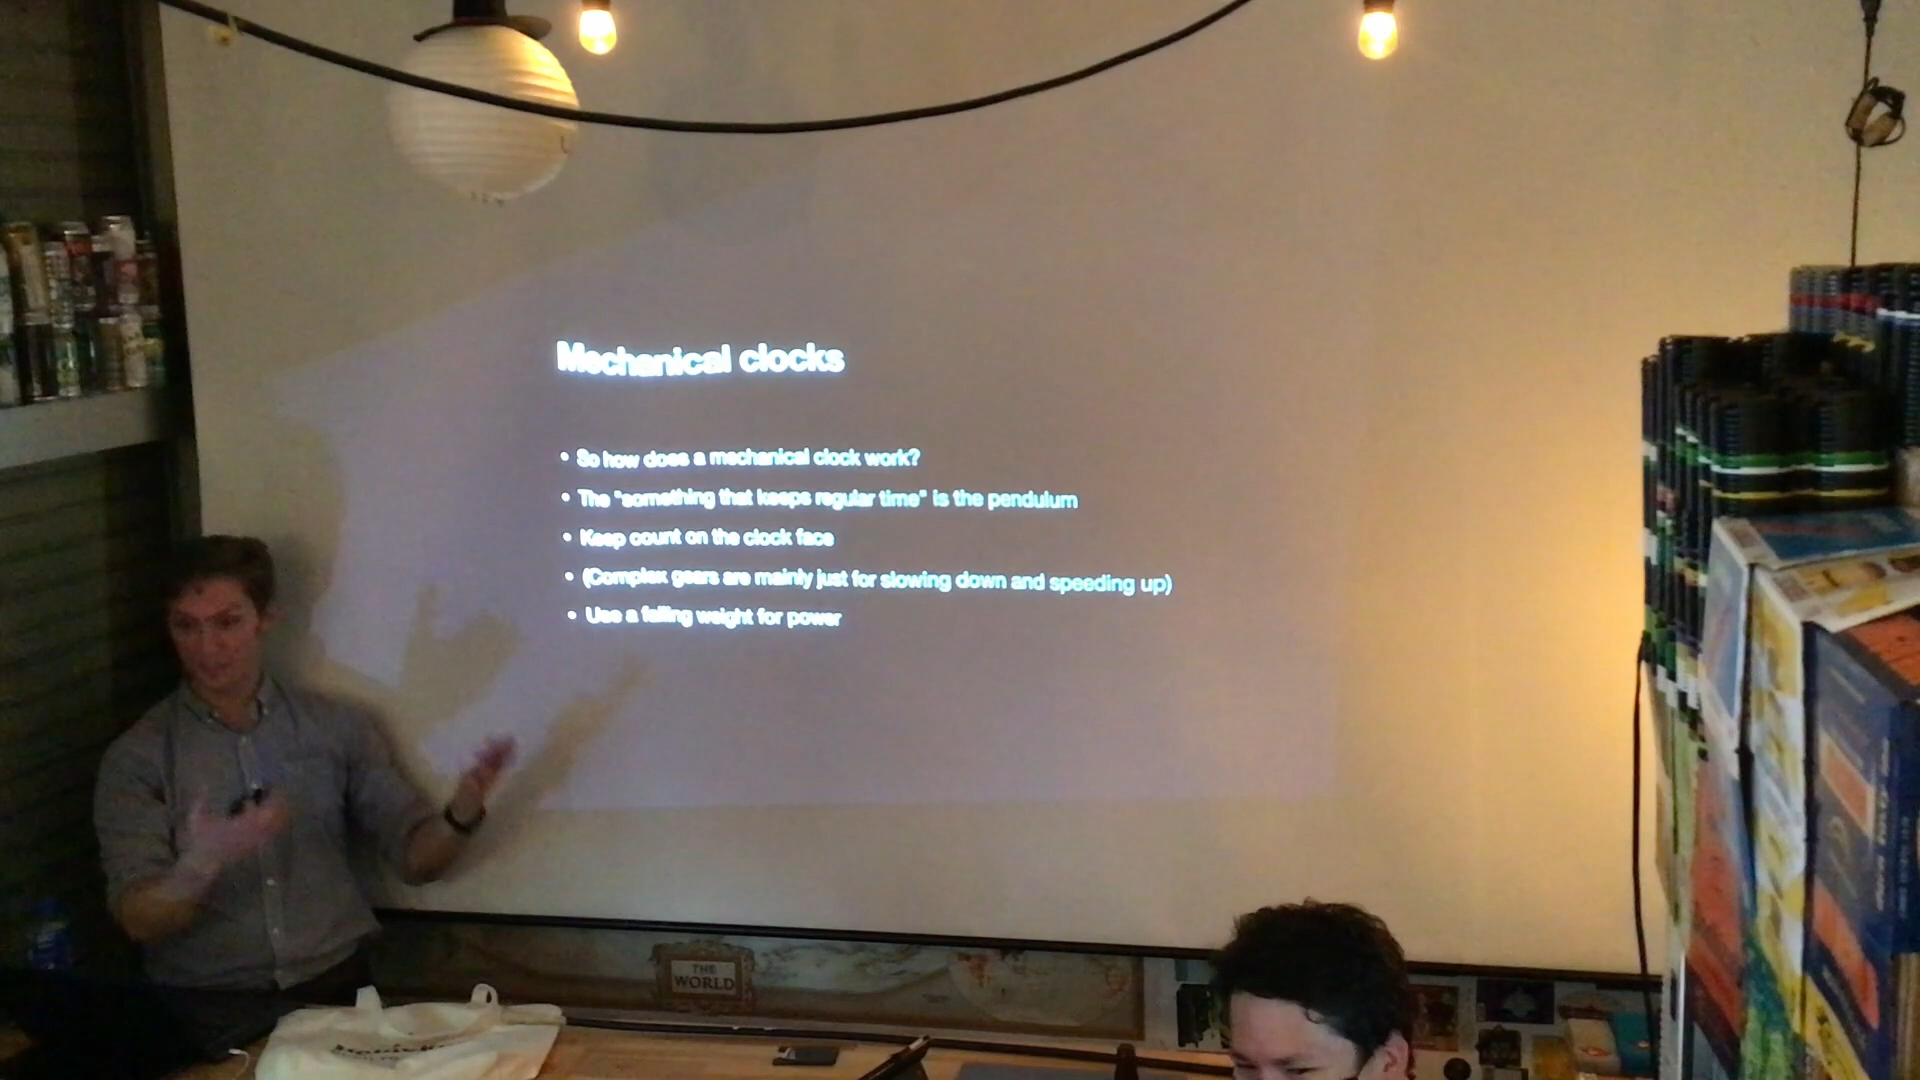 Mechanical clocks
• So how does a mechanical clock work?
• The "something that keeps regular time" is the pendulum
• Keep count on the clock face
• (Complex gears are mainly just for slowing down and speeding up)
• Use a falling weight for power
THE
WORLD